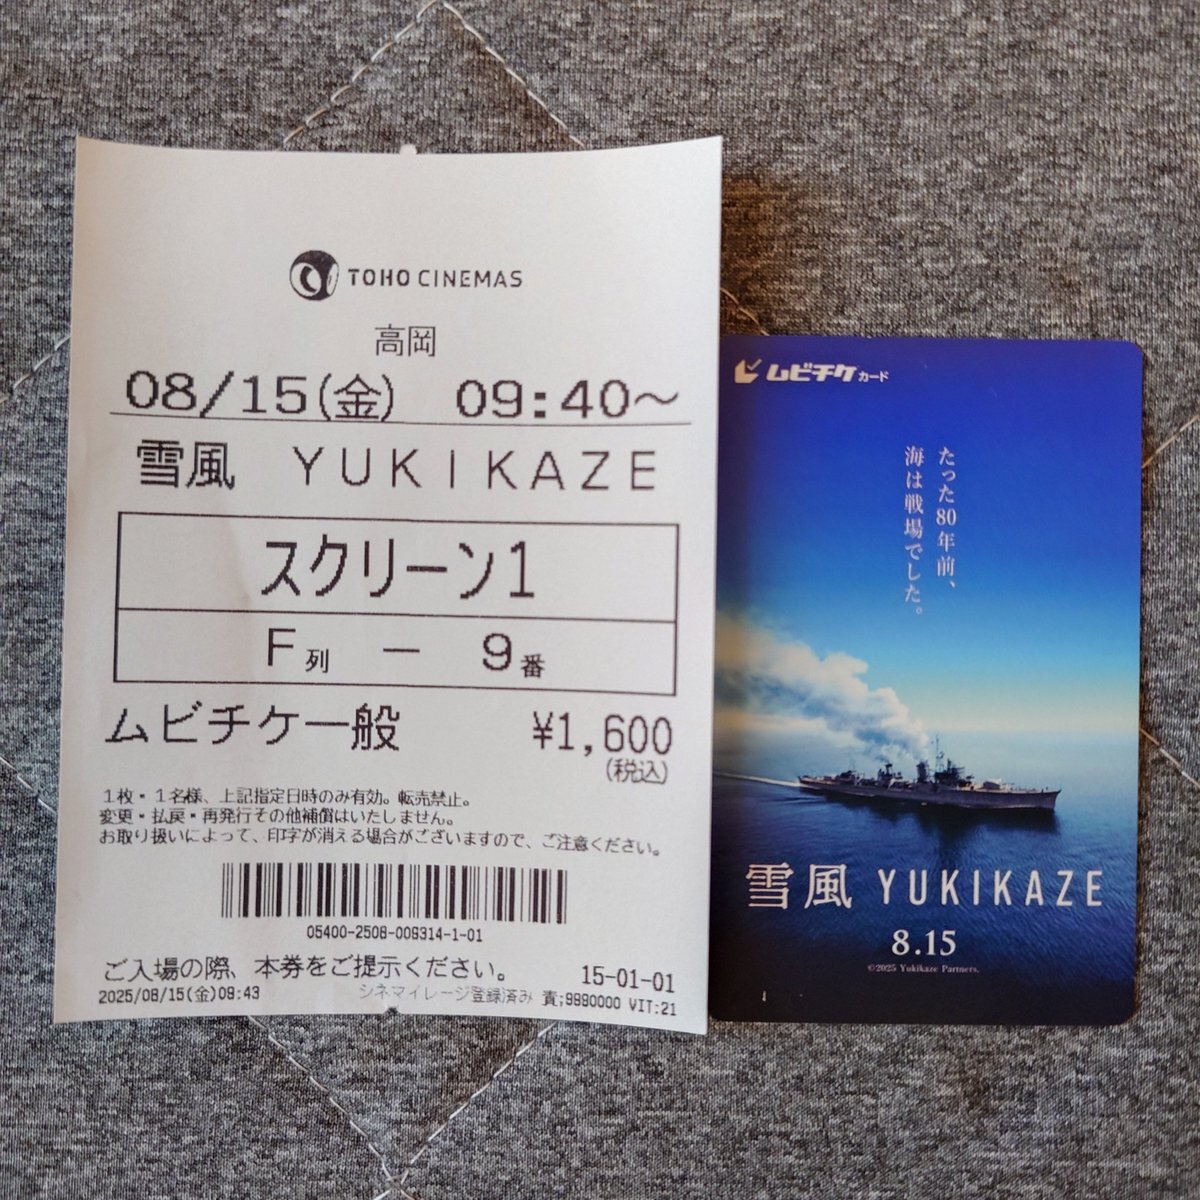 TOHO CINEMAS
高岡
08/15(金) 09:40～
雪風 YUKIKAZE
スクリーン1
F列 － 9番
ムビチケ一般 ¥1,600
(税込)
1枚・1名様、上記指定日時のみ有効。転売禁止。
変更・払戻・再発行その他補償はいたしません。
お取り扱いによって、印字が消える場合がございますので、ご注意ください。
05400-2508-009314-1-01
ご入場の際、本券をご提示ください。 15-01-01
2025/08/15(金)09:43 シネマイレージ登録済み 責;9990000 VIT:21
ムビチケカード
たった80年前、
海は戦場でした。
雪風 YUKIKAZE
8.15
©2025 Yukikaze Partners.